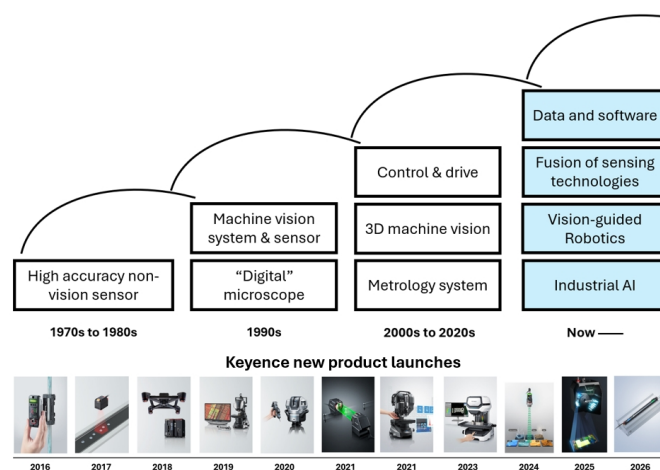 Data and software
Control & drive
Fusion of sensing
technologies
Machine vision
system & sensor
3D machine vision
Vision-guided
Robotics
High accuracy non-
vision sensor
“Digital”
microscope
Metrology system
Industrial AI
1970s to 1980s
1990s
2000s to 2020s
Now
Keyence new product launches
2016
2017
2018
2019
2020
2021
2021
2023
2024
2025
2026